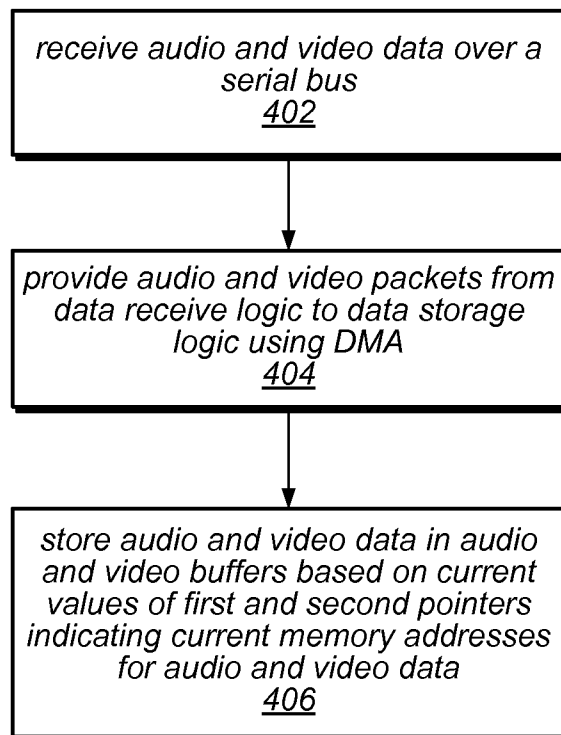 receive audio and video data over a
serial bus
402
provide audio and video packets from
data receive logic to data storage
logic using DMA
404
store audio and video data in audio
and video buffers based on current
values of first and second pointers
indicating current memory addresses
for audio and video data
406